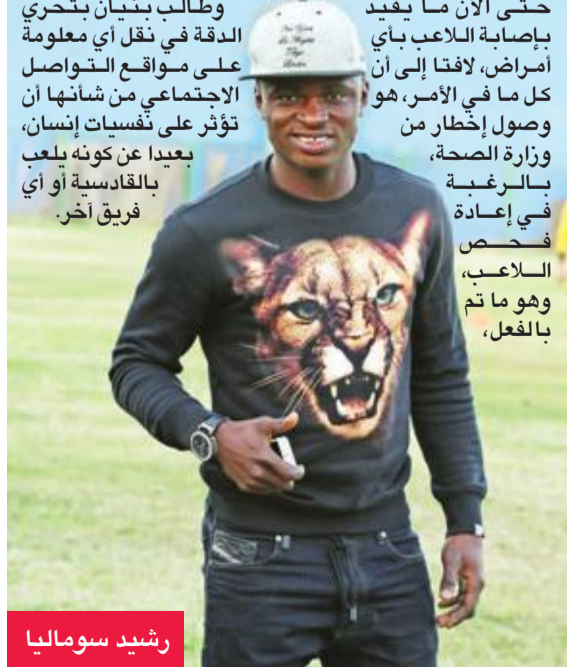 حتى الآن ما يفيد
بإصابة اللاعب بأي
أمراض، لافتا إلى أن
كل ما في الأمر، هو
وصول إخطار من
وزارة الصحة،
بالرغبة
في إعادة
فحص
اللاعب،
وهو ما تم
بالفعل،
وطالب بنيان بتحري
الدقة في نقل أي معلومة
على مواقع التواصل
الاجتماعي من شأنها أن
تؤثر على نفسيات إنسان،
بعيدا عن كونه يلعب
بالقادسية أو أي
فريق آخر.
رشيد سوماليا